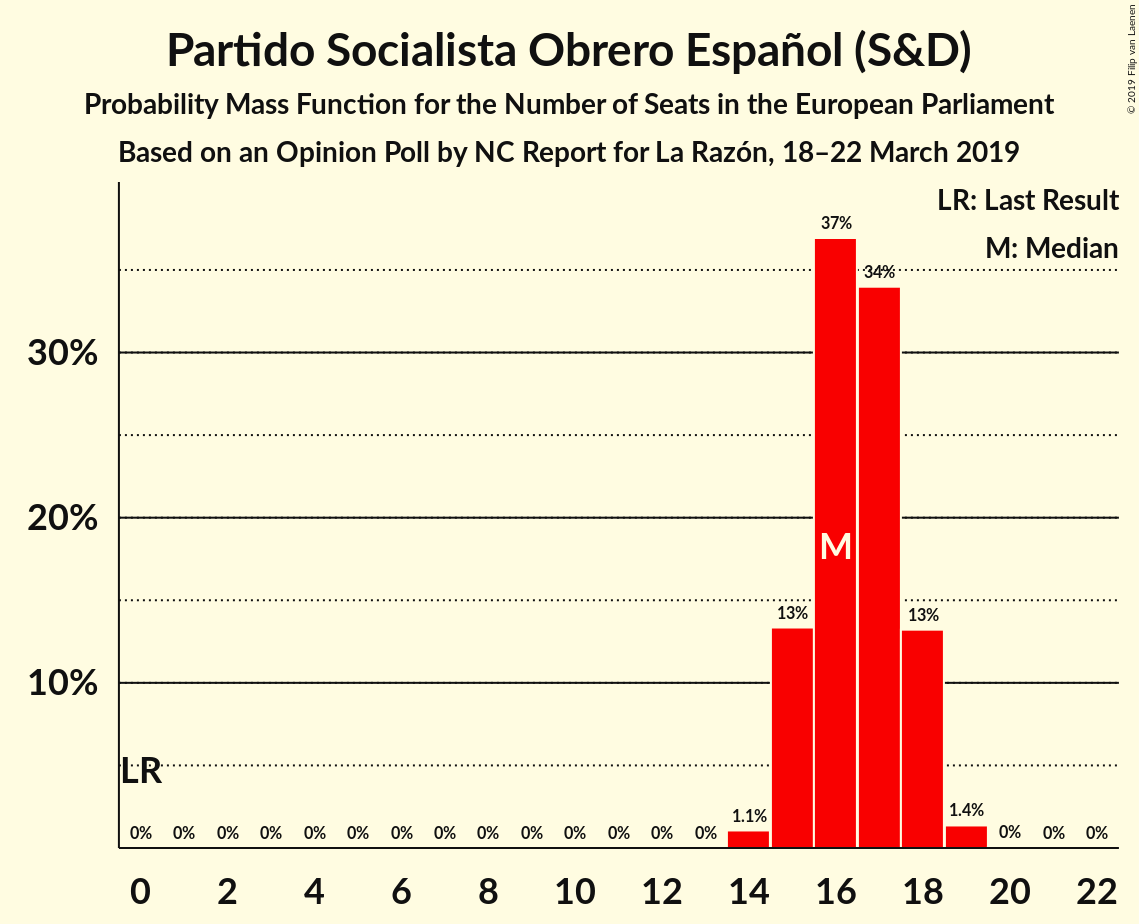 Partido Socialista Obrero Español (S&D)
Probability Mass Function for the Number of Seats in the European Parliament
Based on an Opinion Poll by NC Report for La Razón, 18–22 March 2019
© 2019 Filip van Laenen
LR: Last Result
M: Median
37%
34%
30%
20%
M
13%
13%
10%
LR
1.1%
1.4%
0% 0% 0% 0% 0% 0% 0% 0% 0% 0% 0% 0% 0% 0% 0% 0% 0%
0 2 4 6 8 10 12 14 16 18 20 22